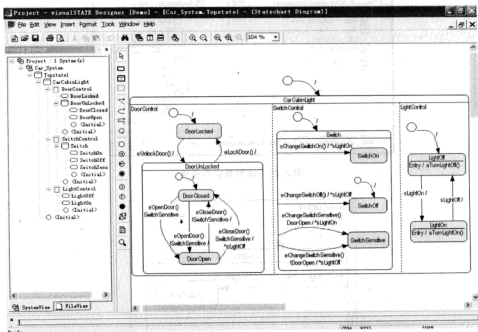 Project - visualSTATE Designer [Demo] - [Car_System.Topstate1 - Statechart Diagram]
File Edit View Insert Format Tools Window Help
104 %
Project Browser
Project : 1 System(s)
Car_System
Topstate1
CarCabinLight
DoorControl
DoorLocked
DoorUnLocked
DoorClosed
DoorOpen
<Initial>
<Initial>
SwitchControl
Switch
SwitchOn
SwitchOff
SwitchSens
<Initial>
<Initial>
LightControl
LightOff
LightOn
<Initial>
<Initial>
SystemView
FileView
CarCabinLight
DoorControl
DoorLocked
eUnlockDoor() /
eLockDoor() /
DoorUnLocked
DoorClosed
eOpenDoor()
SwitchSensitive /
eCloseDoor()
!SwitchSensitive /
eOpenDoor()
!SwitchSensitive /
eCloseDoor()
SwitchSensitive /
^sLightOff
DoorOpen
SwitchControl
Switch
eChangeSwitchOn() / ^sLightOn
SwitchOn
eChangeSwitchOff() / ^sLightOff
SwitchOff
eChangeSwitchSensitive()
DoorOpen / ^sLightOn
SwitchSensitive
eChangeSwitchSensitive()
!DoorOpen / ^sLightOff
LightControl
LightOff
Entry / aTurnLightOff()
sLightOn /
sLightOff /
LightOn
Entry / aTurnLightOn()